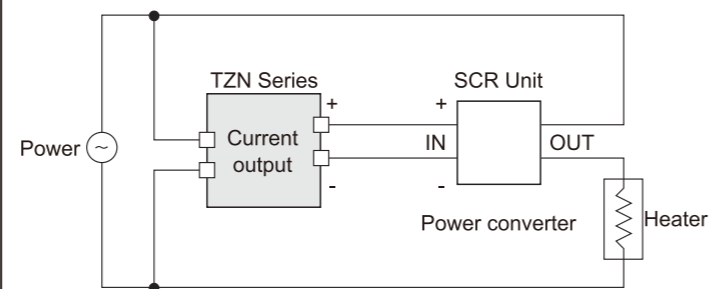 TZN Series
SCR Unit
+
+
Power
~
Current
output
IN
OUT
-
-
Power converter
Heater